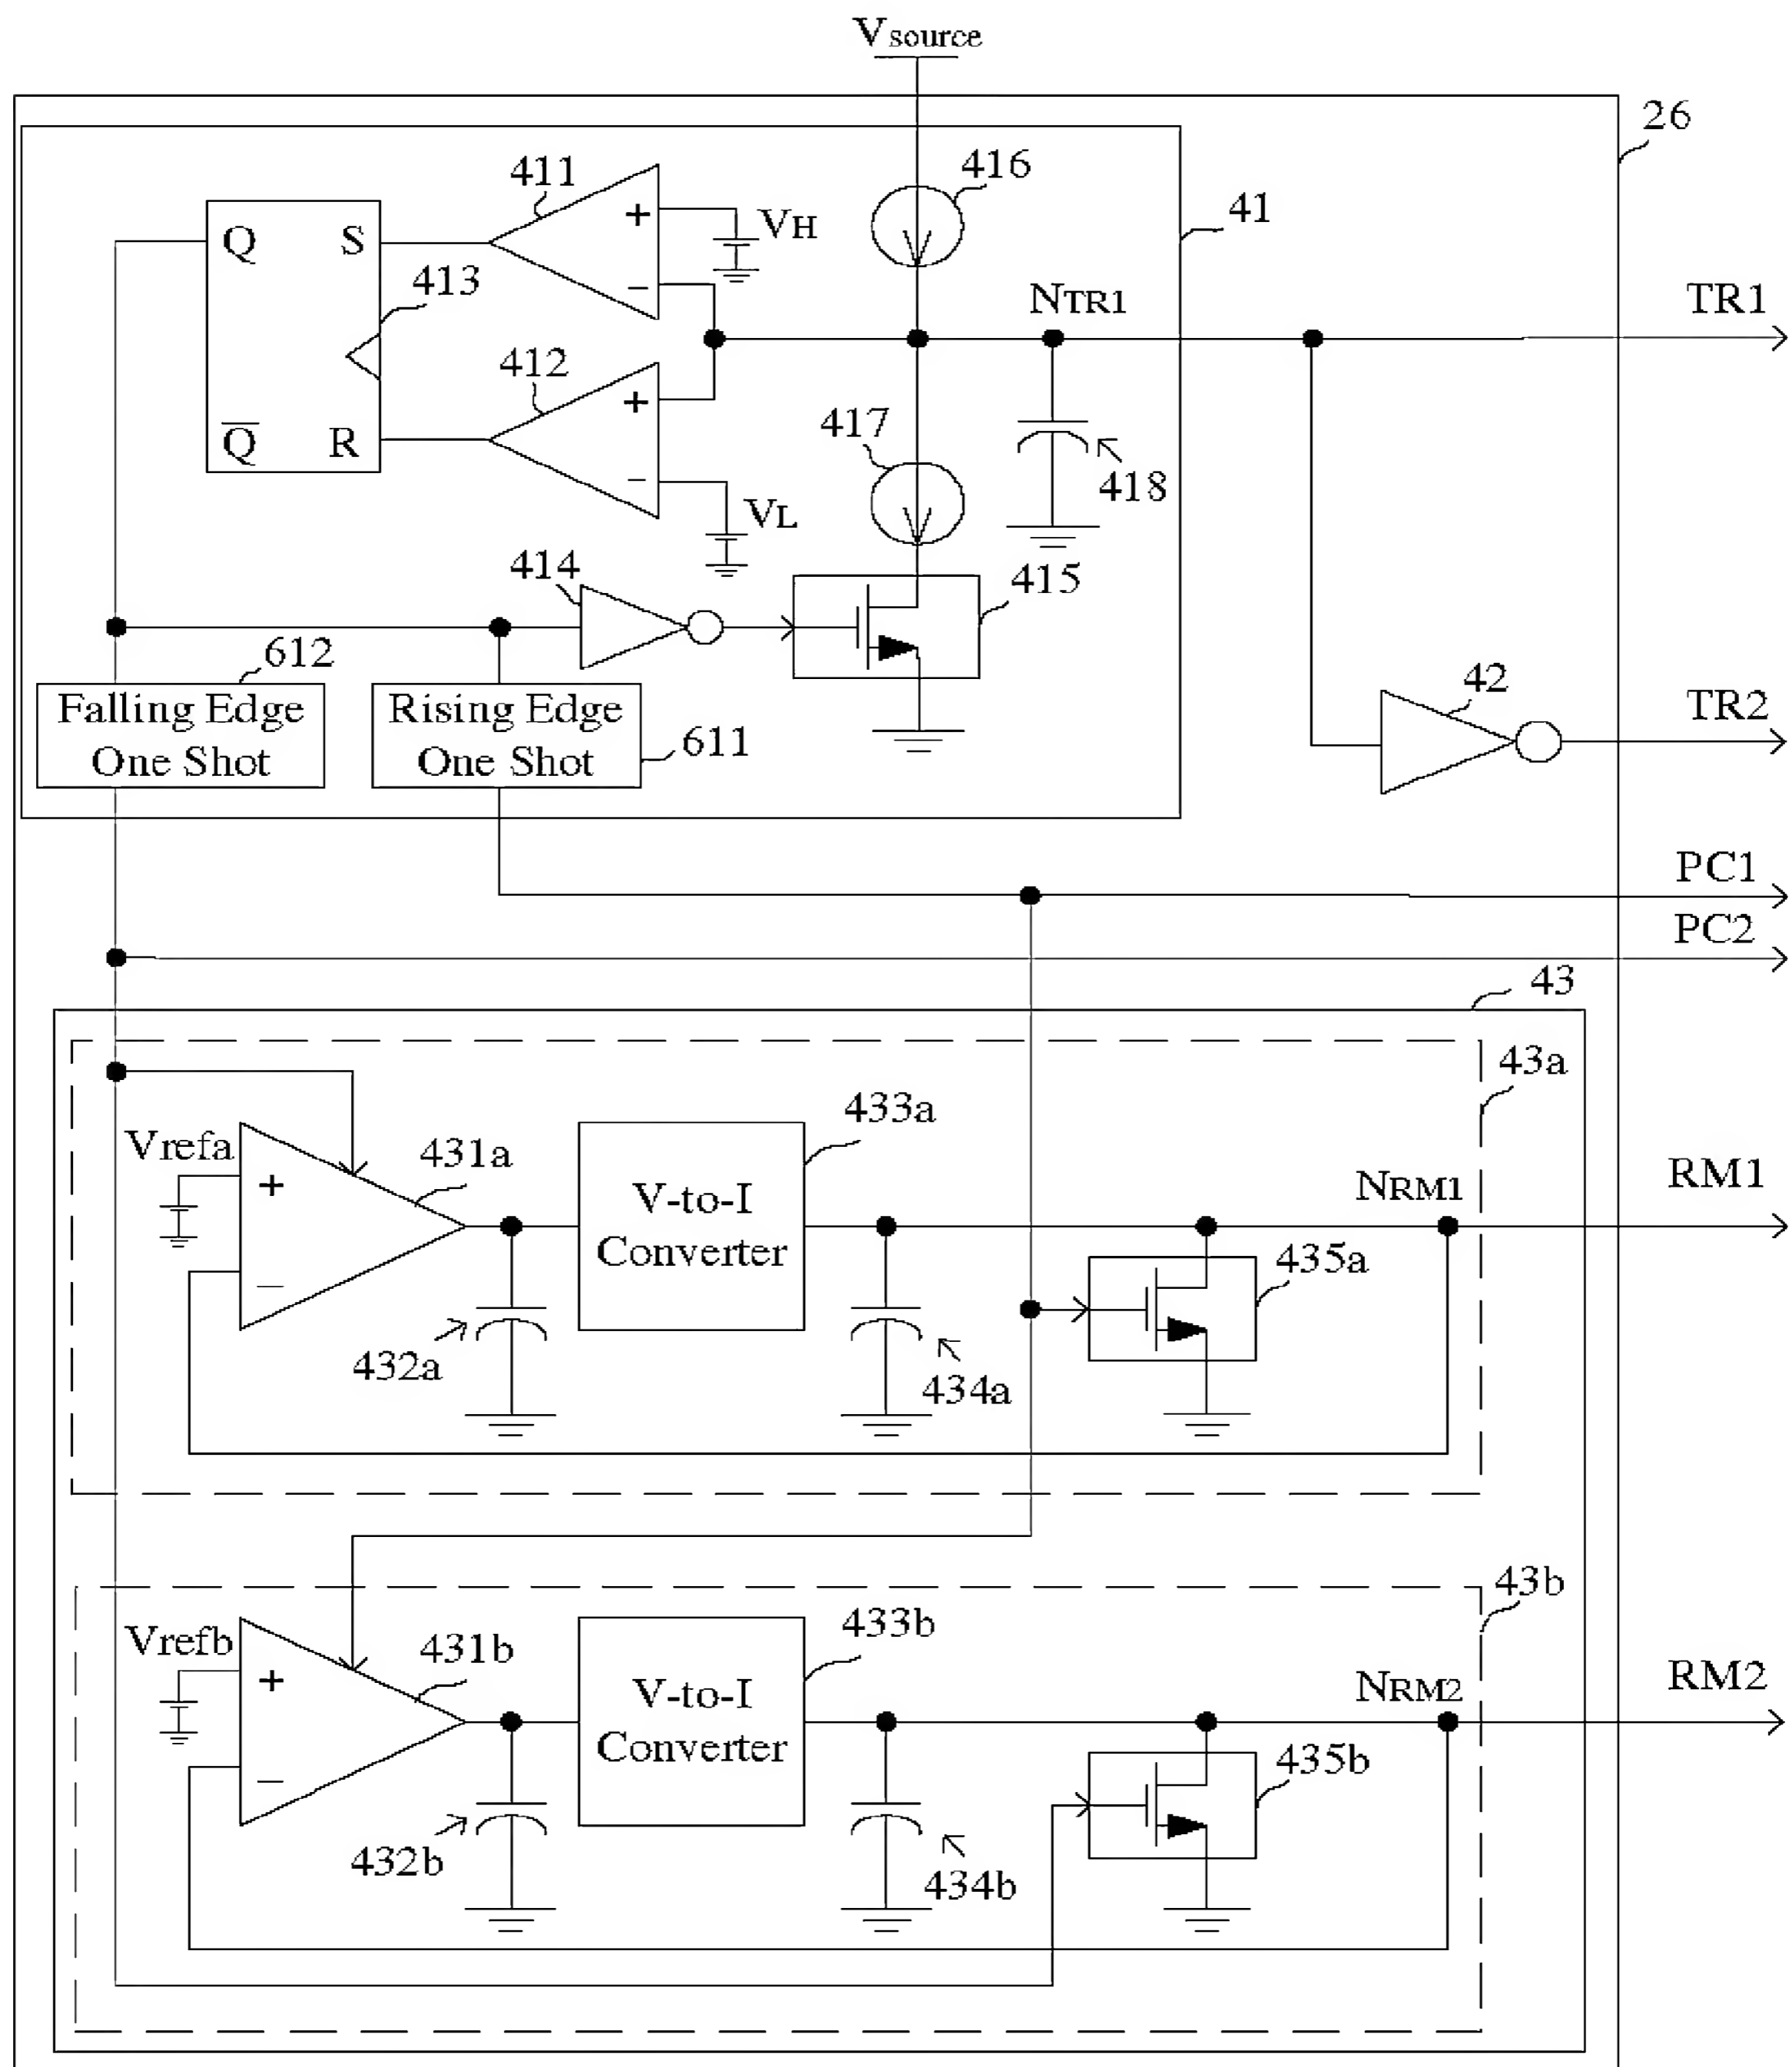 Vsource
26
411
416
41
+
VH
Q
S
413
−
NTR1
TR1
412
+
417
Q
R
−
418
VL
414
415
612
42
Falling Edge
One Shot
Rising Edge
One Shot
611
TR2
PC1
PC2
43
43a
433a
Vrefa
431a
+
V-to-I
Converter
NRM1
RM1
−
435a
432a
434a
43b
433b
Vrefb
431b
+
V-to-I
Converter
NRM2
RM2
−
435b
432b
434b